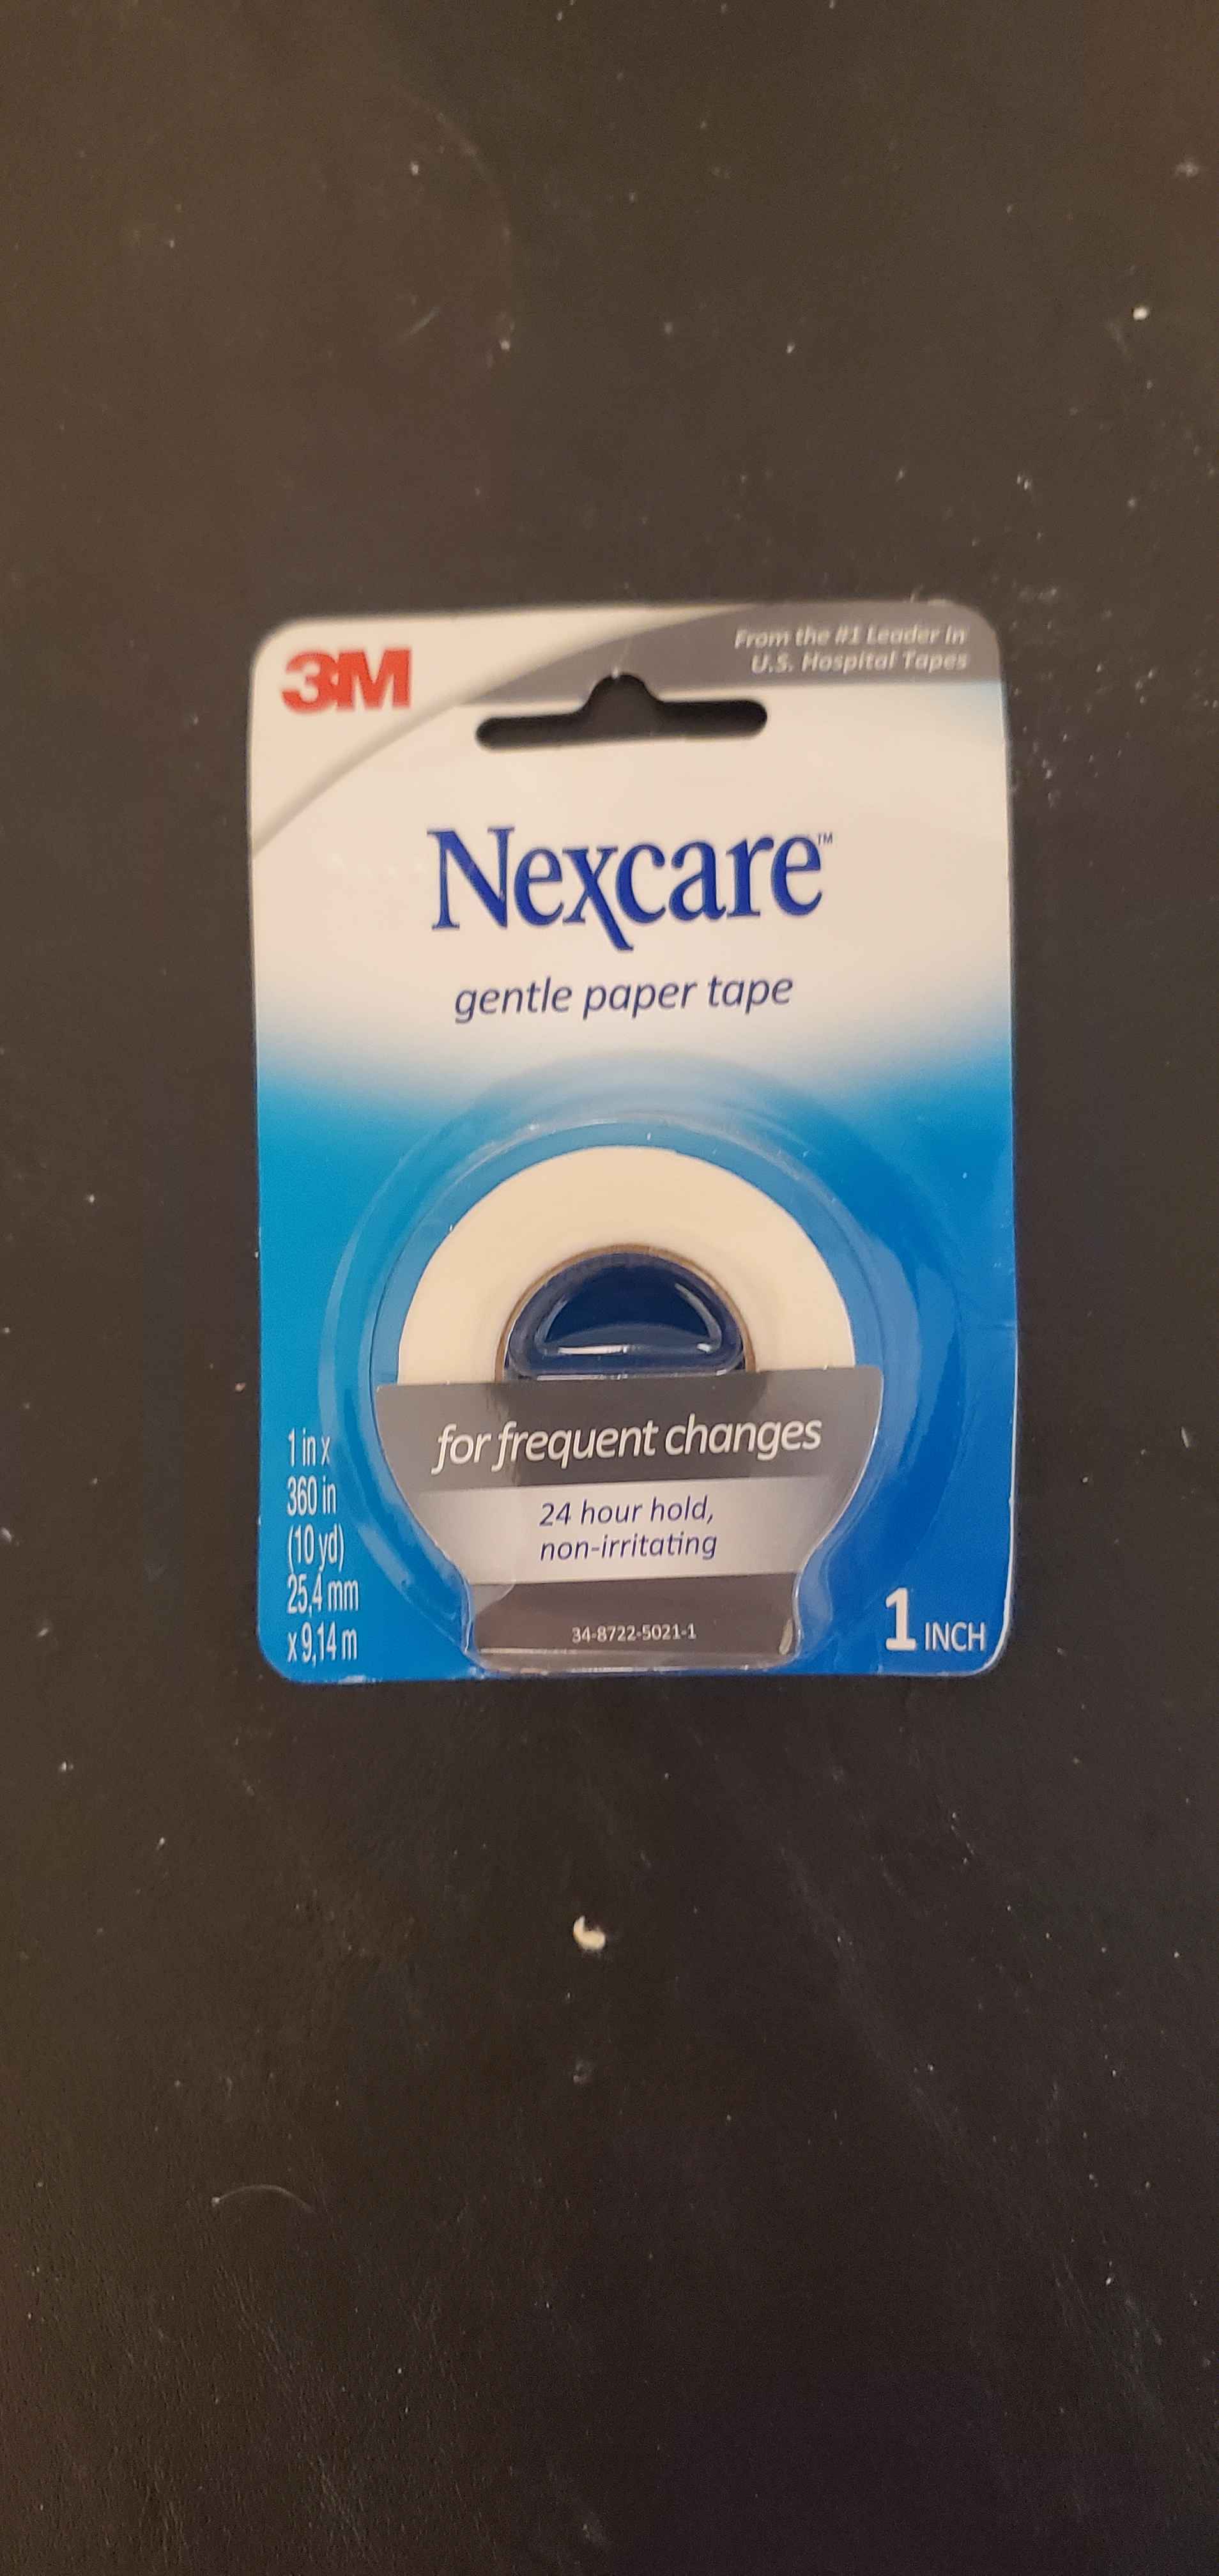 3M
From the #1 Leader in
U.S. Hospital Tapes
Nexcare™
gentle paper tape
for frequent changes
24 hour hold,
non-irritating
34-8722-5021-1
1 in x
360 in
(10 yd)
25,4 mm
x 9,14 m
1 INCH